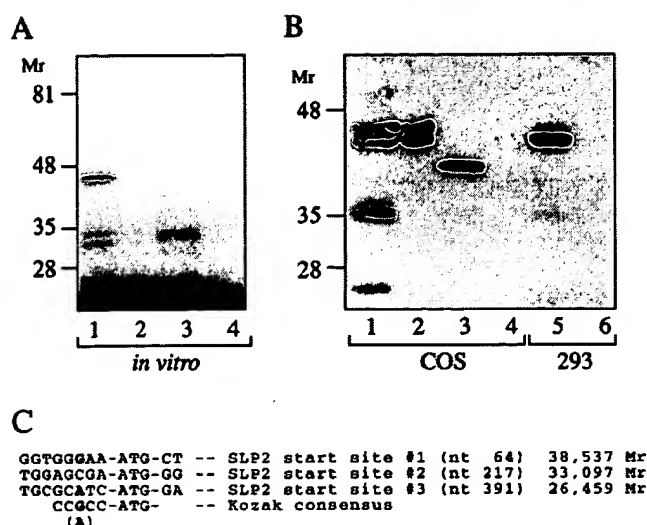 A
Mr
81
48
35
28
1 2 3 4
in vitro
B
Mr
48
35
28
1 2 3 4 5 6
COS 293
C
GGTGGGAA-ATG-CT -- SLP2 start site #1 (nt 64) 38,537 Mr
TGGAGCGA-ATG-GG -- SLP2 start site #2 (nt 217) 33,097 Mr
TGCGCATC-ATG-GA -- SLP2 start site #3 (nt 391) 26,459 Mr
CCGCC-ATG- -- Kozak consensus
(A)